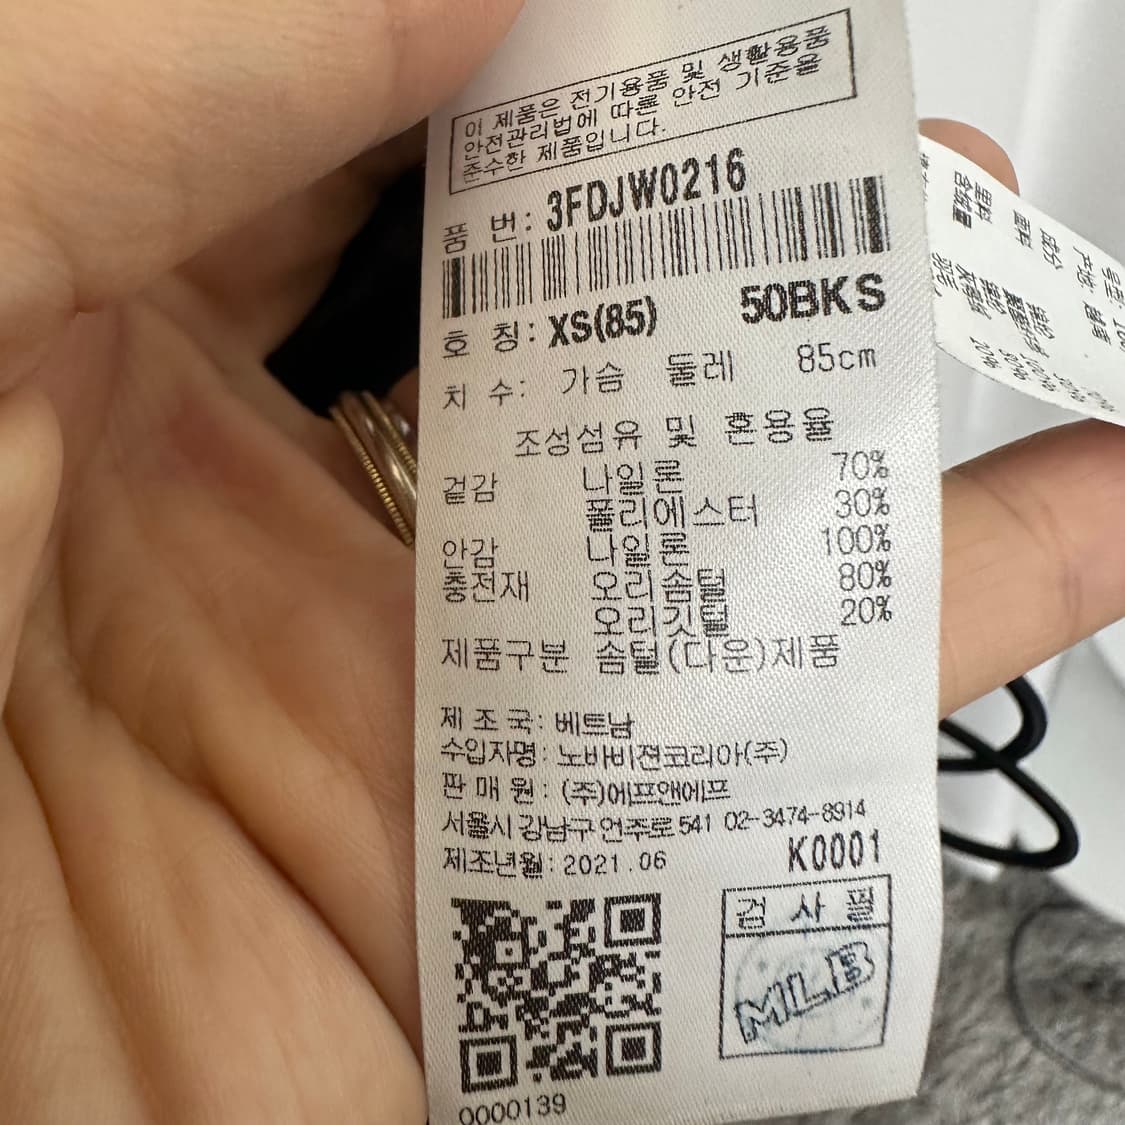 이 제품은 전기용품 및 생활용품
안전관리법에 따른 안전 기준을
준수한 제품입니다.
품 번: 3FDJW0216
호 칭: XS(85) 50BKS
치 수: 가슴 둘레 85cm
조성섬유 및 혼용율
겉감 나일론 70%
폴리에스터 30%
안감 나일론 100%
충전재 오리솜털 80%
오리깃털 20%
제품구분 솜털(다운)제품
제 조 국: 베트남
수입자명: 노바비젼코리아(주)
판 매 원: (주)에프앤에프
서울시 강남구 언주로 541 02-3474-8914
제조년월: 2021.06 K0001
검 사 필
MLB
0000139